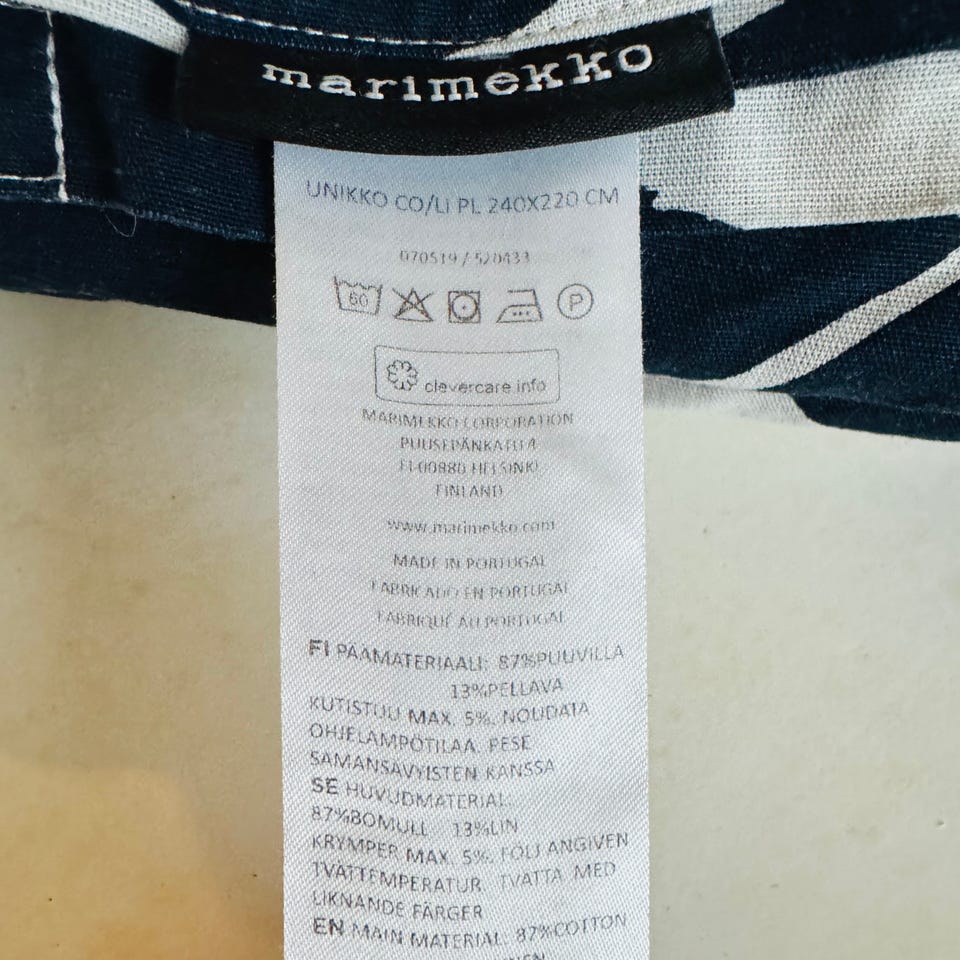 marimekko
UNIKKO CO/LI PL 240X220 CM
070519 / 520433
60 P
clevercare.info
MARIMEKKO CORPORATION
PUUSEPÄNKATU 4
FI-00880 HELSINKI
FINLAND
www.marimekko.com
MADE IN PORTUGAL
FABRICADO EN PORTUGAL
FABRIQUÉ AU PORTUGAL
FI PÄÄMATERIAALI: 87%PUUVILLA
13%PELLAVA
KUTISTUU MAX. 5%. NOUDATA
OHJELÄMPÖTILAA. PESE
SAMANSÄVYISTEN KANSSA
SE HUVUDMATERIAL:
87%BOMULL 13%LIN
KRYMPER MAX. 5%. FÖLJ ANGIVEN
TVÄTTEMPERATUR. TVÄTTA MED
LIKNANDE FÄRGER
EN MAIN MATERIAL: 87%COTTON